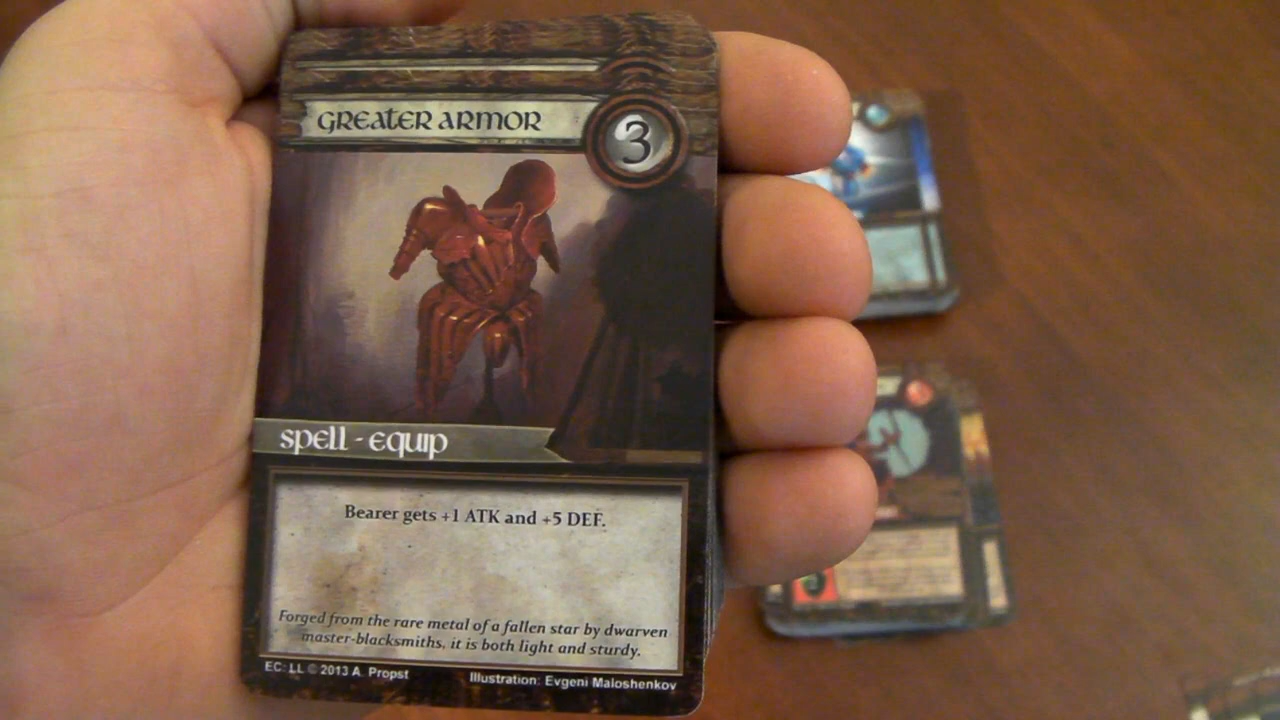 GREATER ARMOR
3
spell - equip
Bearer gets +1 ATK and +5 DEF.
Forged from the rare metal of a fallen star by dwarven
master-blacksmiths, it is both light and sturdy.
EC: LL © 2013 A. Propst
Illustration: Evgeni Maloshenkov